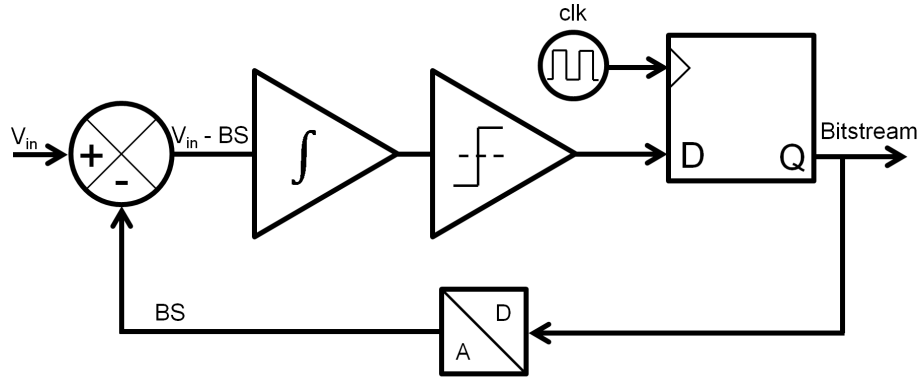 clk
V_in
+
-
V_in - BS
∫
D
Q
Bitstream
BS
D
A